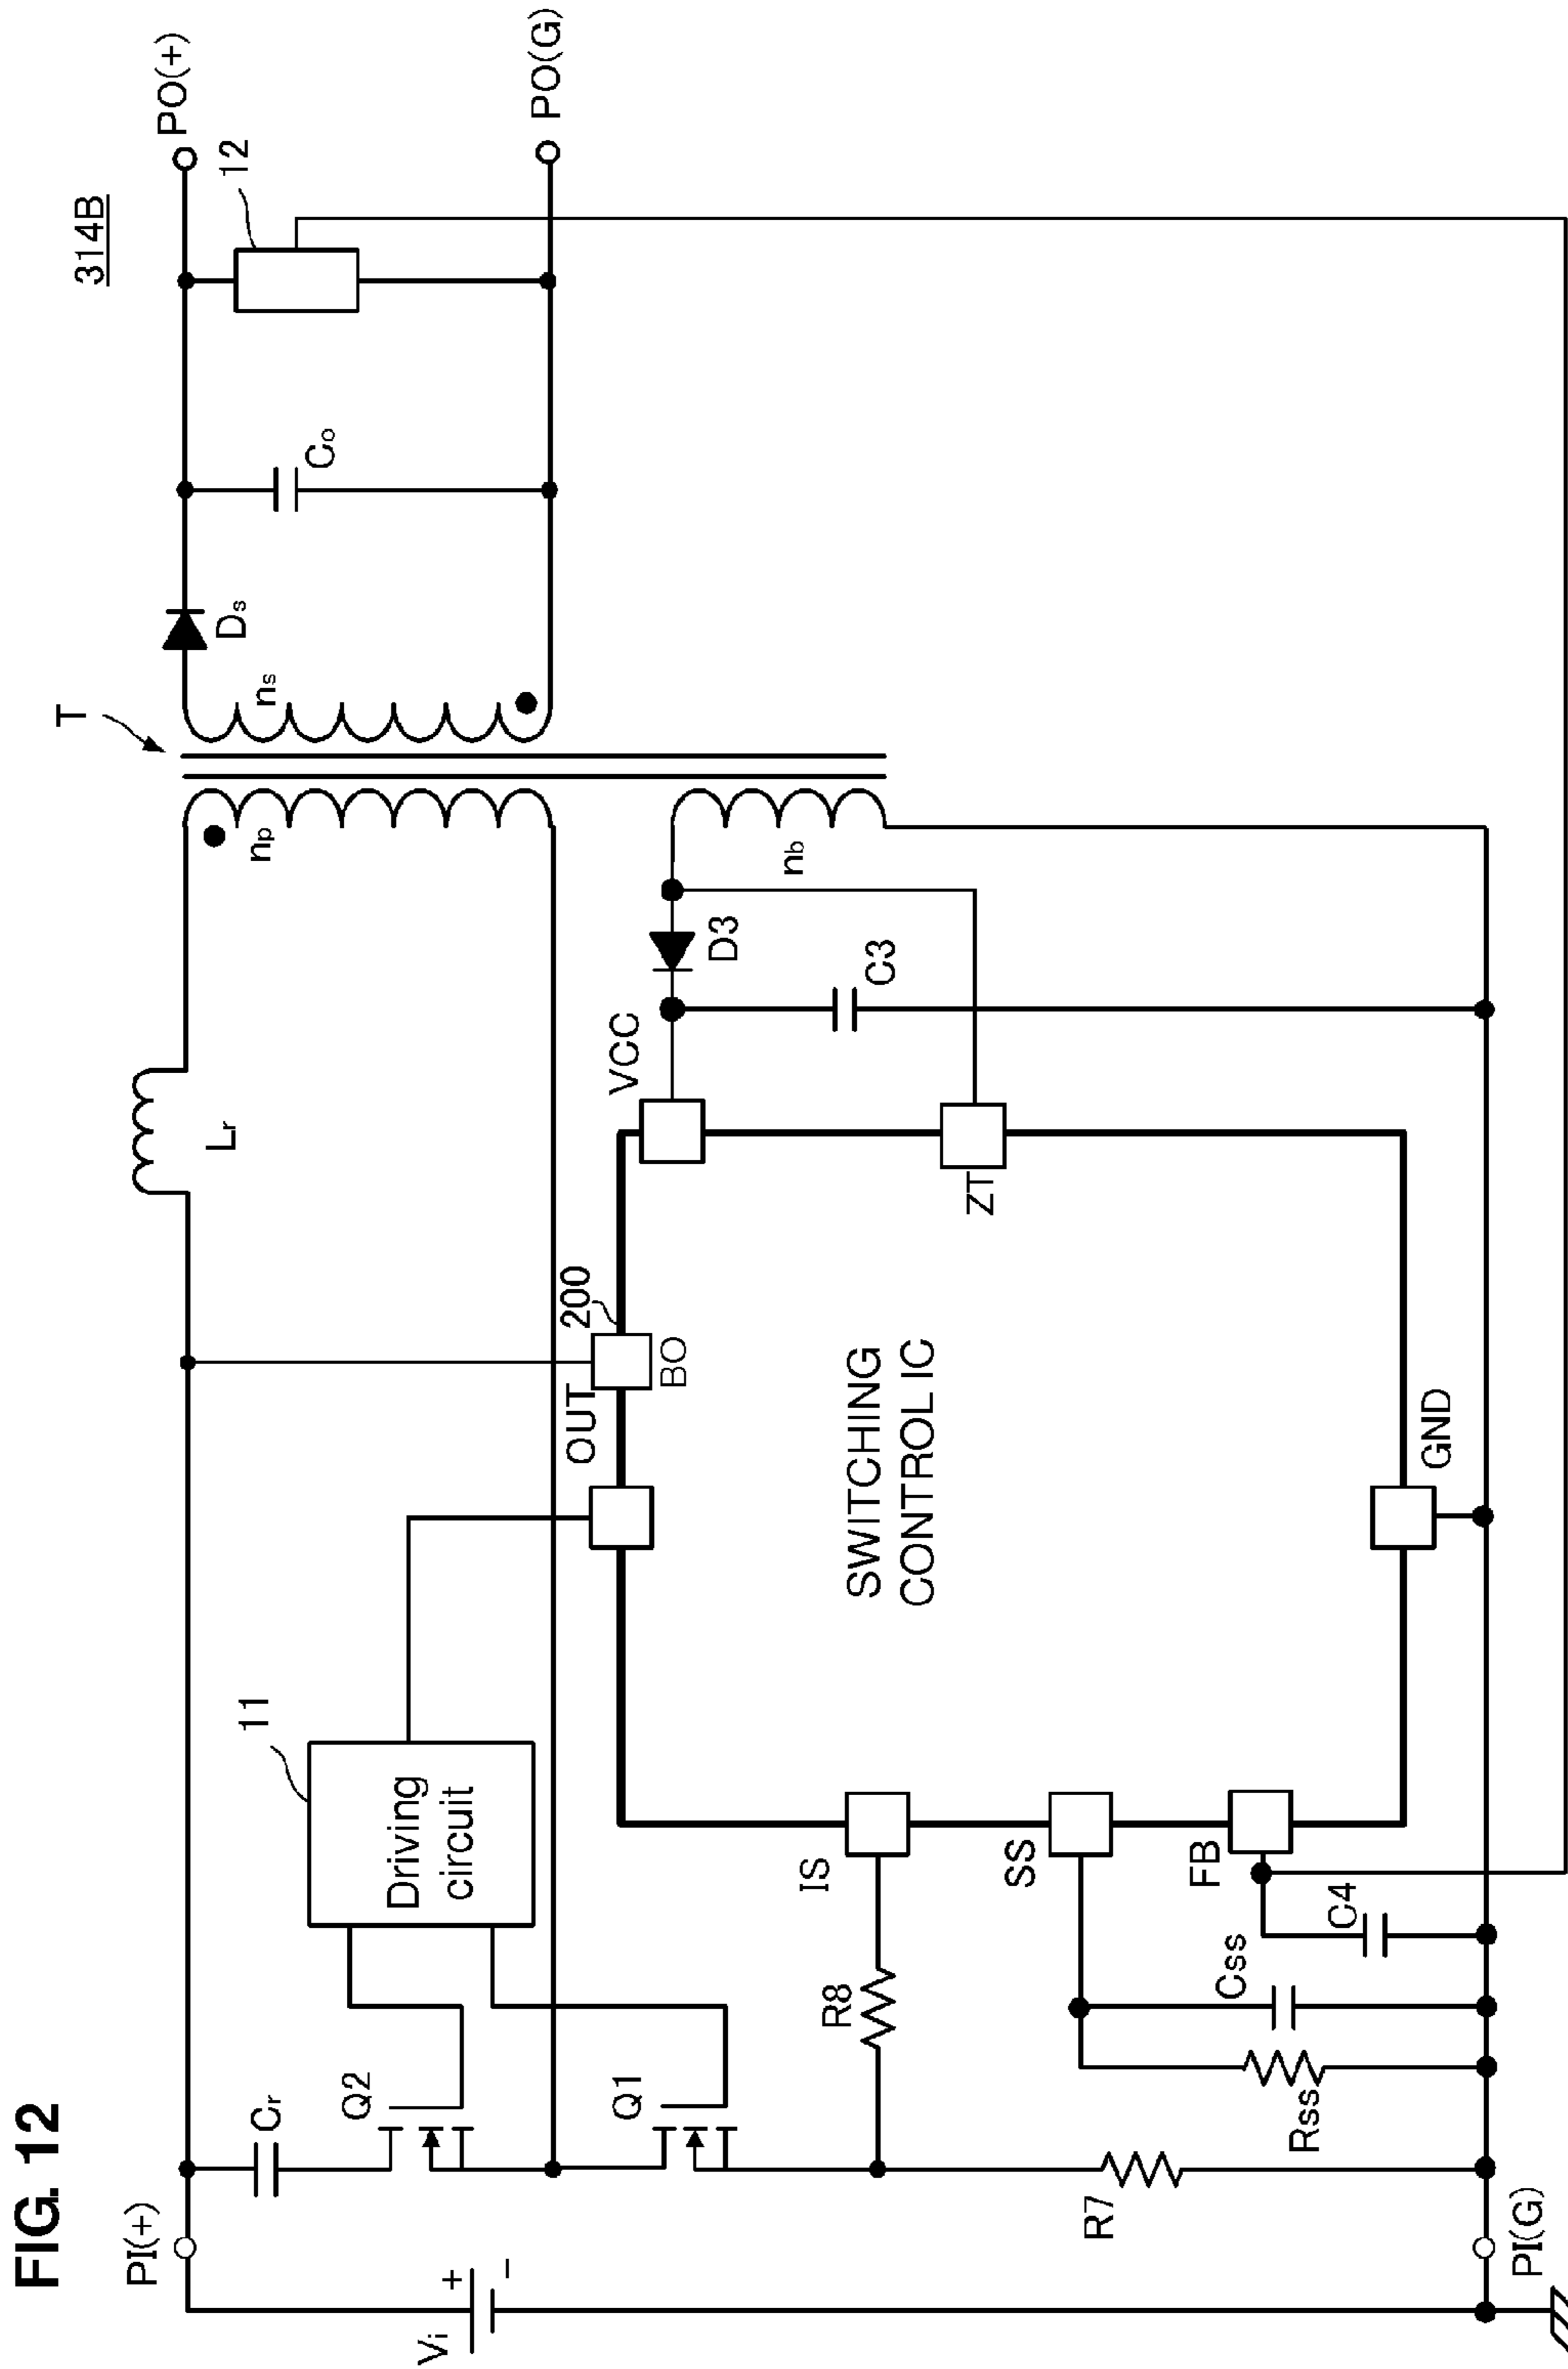 FIG. 12
314B
T
PI(+)
Vi
+
-
Cr
Q2
Q1
11
Driving
circuit
Lr
np
ns
Ds
Co
12
PO(+)
PO(G)
OUT
200
BO
VCC
D3
nb
C3
ZT
SWITCHING
CONTROL IC
IS
R8
SS
FB
GND
R7
Rss
Css
C4
PI(G)